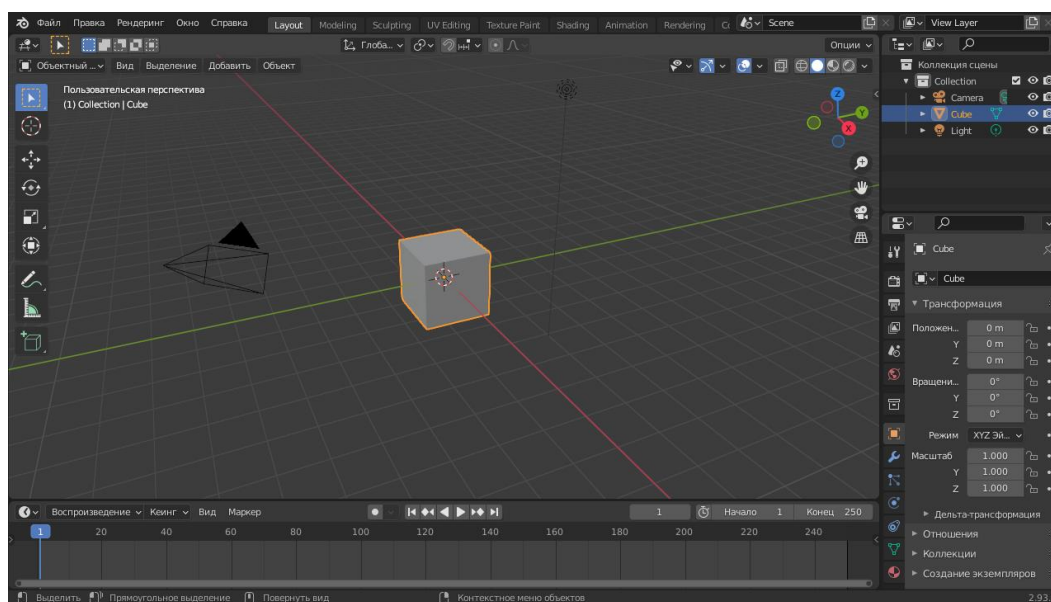 Файл Правка Рендеринг Окно Справка Layout Modeling Sculpting UV Editing Texture Paint Shading Animation Rendering Scene View Layer
Глоба... Опции
Объектный ... Вид Выделение Добавить Объект
Пользовательская перспектива
(1) Collection | Cube
Z
Y
X
Коллекция сцены
Collection
Camera
Cube
Light
Cube
Cube
Трансформация
Положен... 0 m
Y 0 m
Z 0 m
Вращени... 0°
Y 0°
Z 0°
Режим XYZ Эй...
Масштаб 1.000
Y 1.000
Z 1.000
Дельта-трансформация
Отношения
Коллекции
Создание экземпляров
Воспроизведение Кеинг Вид Маркер 1 Начало 1 Конец 250
1 20 40 60 80 100 120 140 160 180 200 220 240
Выделить Прямоугольное выделение Повернуть вид Контекстное меню объектов 2.93.